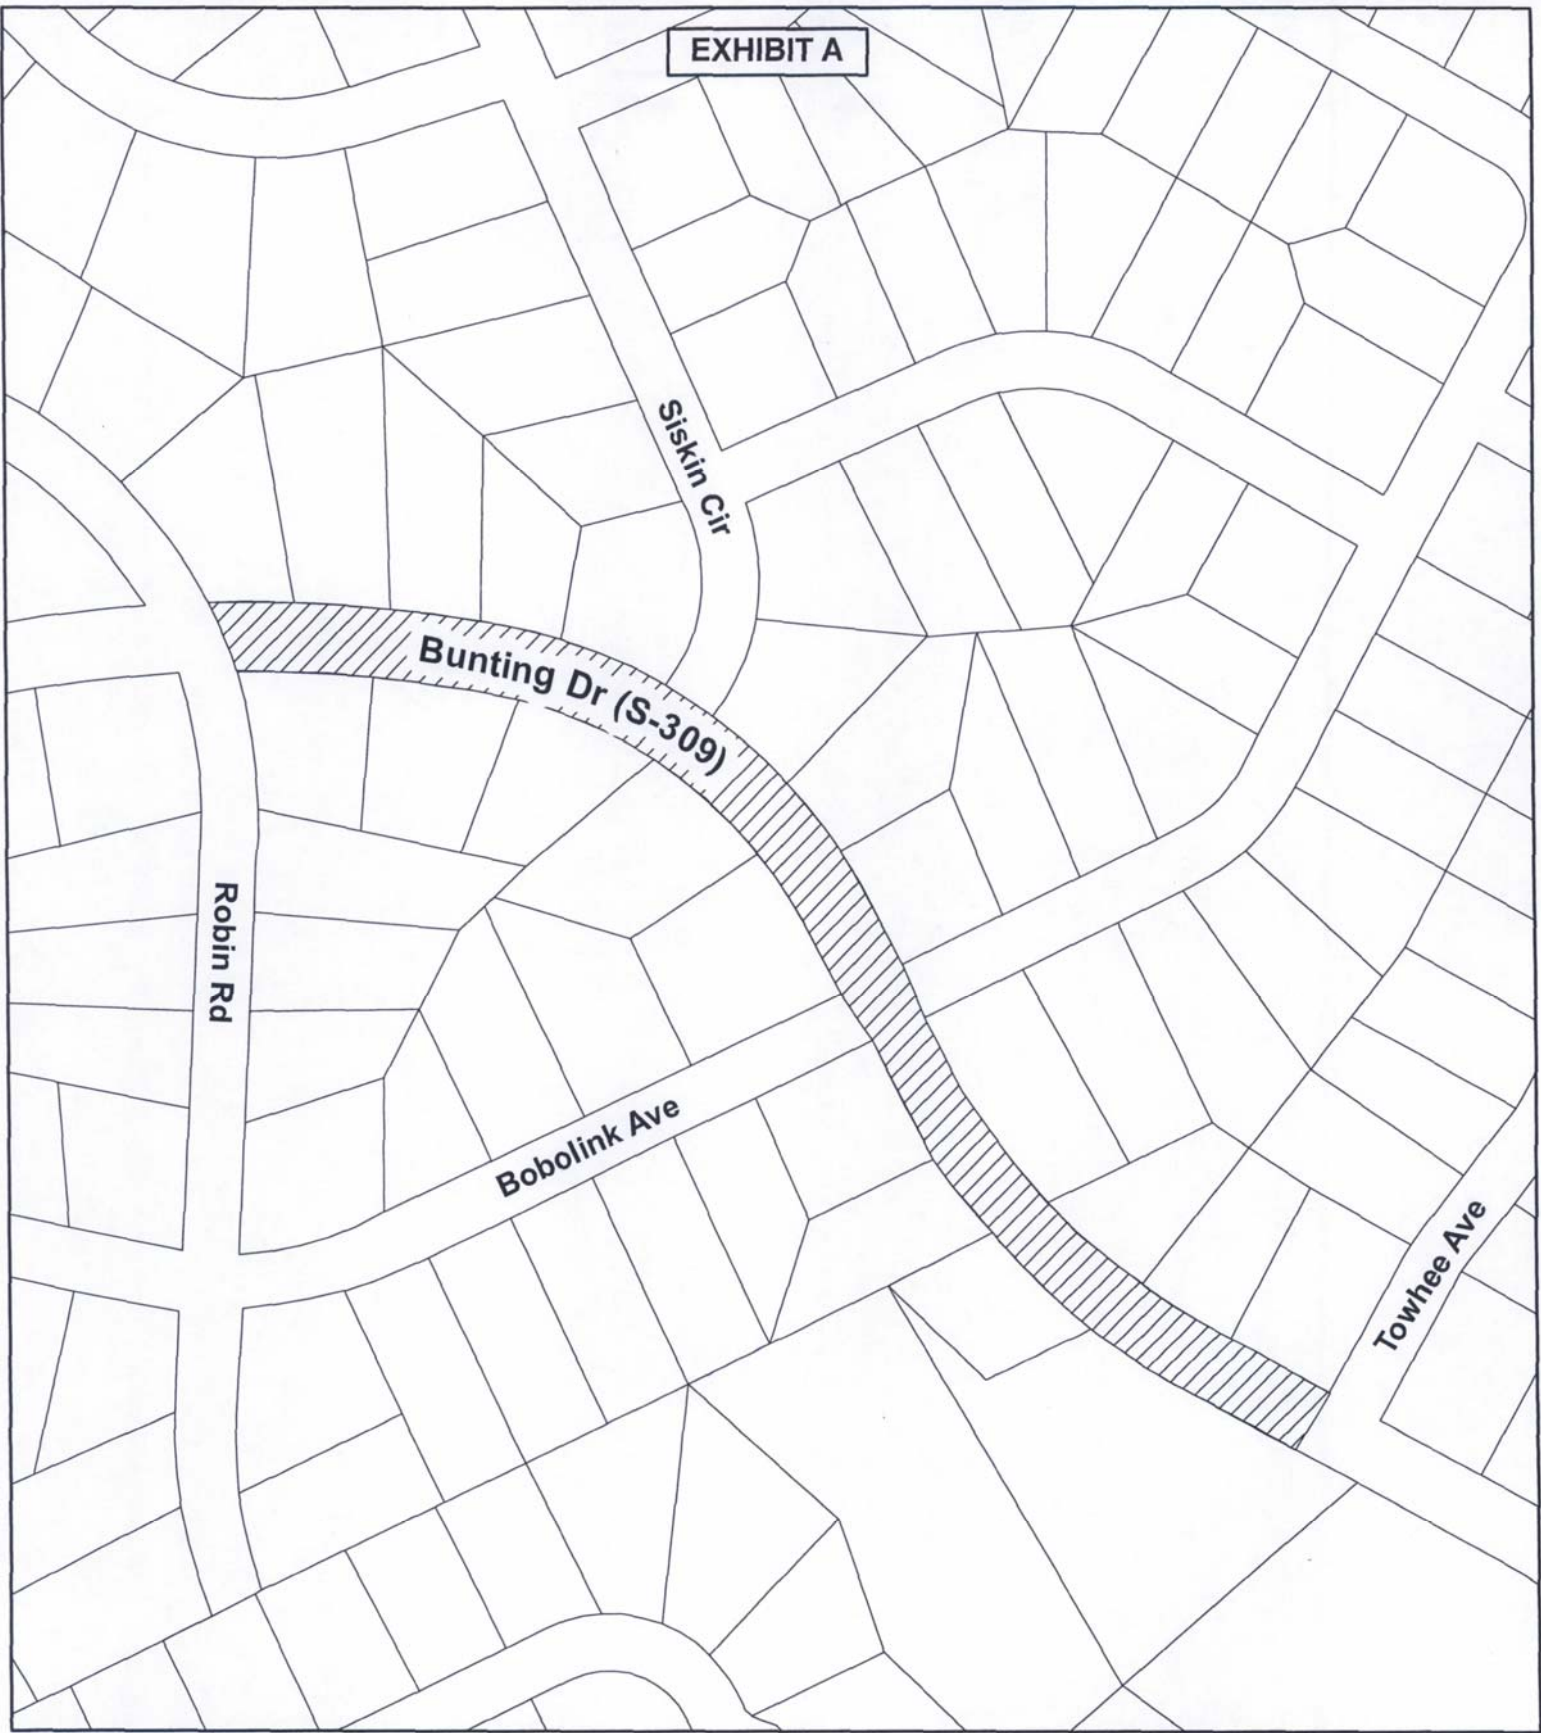 EXHIBIT A
Siskin Cir
Bunting Dr (S-309)
Robin Rd
Bobolink Ave
Towhee Ave